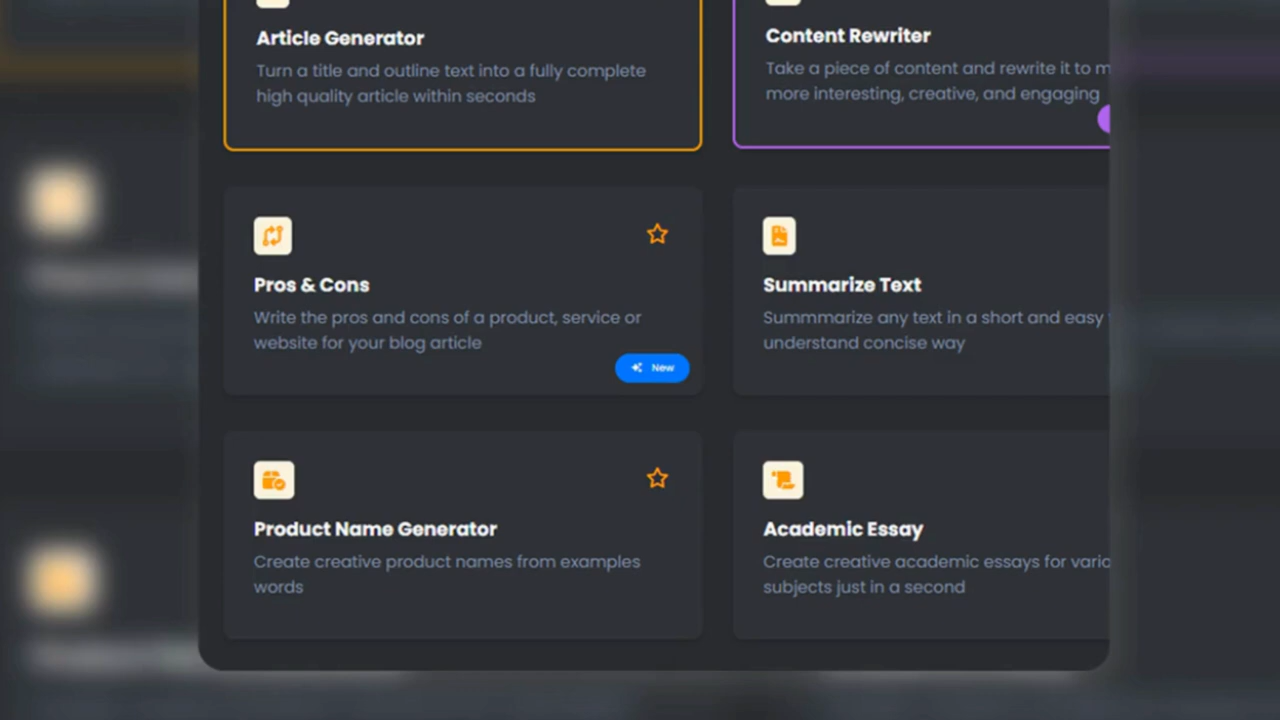 Article Generator
Turn a title and outline text into a fully complete
high quality article within seconds
Content Rewriter
Take a piece of content and rewrite it to m
more interesting, creative, and engaging
Pros & Cons
Write the pros and cons of a product, service or
website for your blog article
New
Summarize Text
Summmarize any text in a short and easy
understand concise way
Product Name Generator
Create creative product names from examples
words
Academic Essay
Create creative academic essays for vario
subjects just in a second